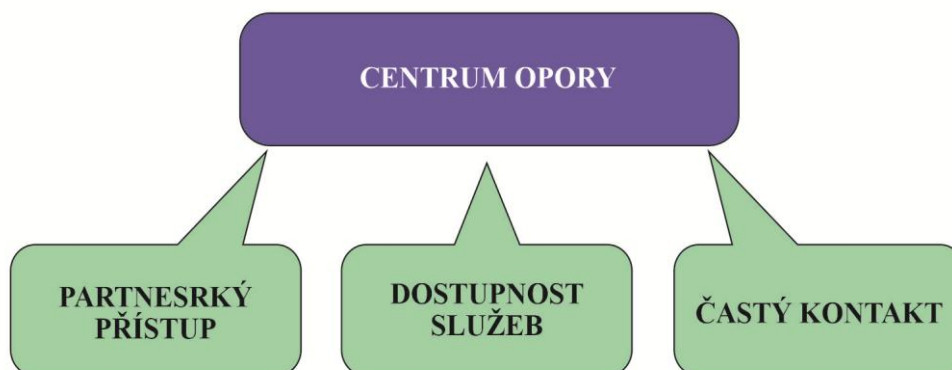 CENTRUM OPORY
PARTNESRKÝ
PŘÍSTUP
DOSTUPNOST
SLUŽEB
ČASTÝ KONTAKT